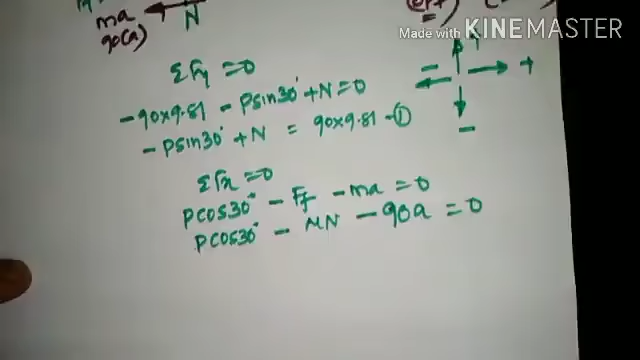 ma
90(a)
N
Made with KINEMASTER
ΣFy = 0
-90×9.81 - Psin30° + N = 0
-Psin30° + N = 90×9.81 -①
ΣFx = 0
Pcos30° - Ff - ma = 0
Pcos30° - μN - 90a = 0
- + +
-